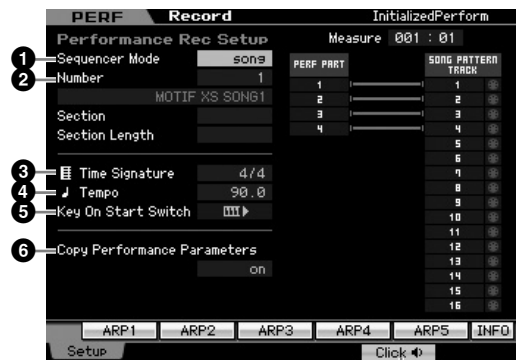 PERF Record InitializedPerform
Performance Rec Setup Measure 001 : 01
1 Sequencer Mode song
2 Number 1
MOTIF XS SONG1
Section
Section Length
3 Time Signature 4/4
4 Tempo 90.0
5 Key On Start Switch
6 Copy Performance Parameters
on
PERF PART SONG PATTERN TRACK
1 1
2 2
3 3
4 4
5
6
7
8
9
10
11
12
13
14
15
16
ARP1 ARP2 ARP3 ARP4 ARP5 INFO
Setup Click